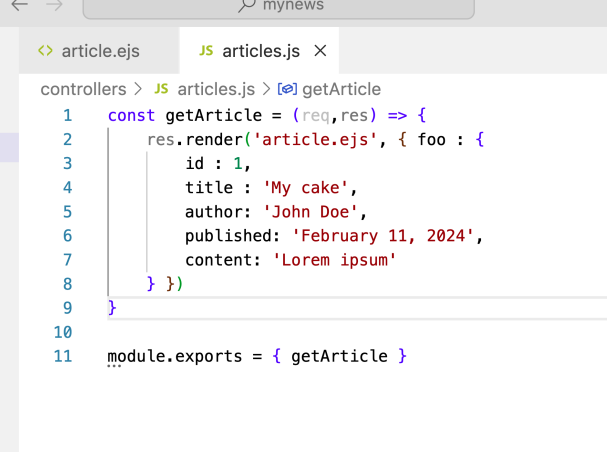 mynews
article.ejs
JS articles.js
controllers > JS articles.js > getArticle
1 const getArticle = (req,res) => {
2 res.render('article.ejs', { foo : {
3 id : 1,
4 title : 'My cake',
5 author: 'John Doe',
6 published: 'February 11, 2024',
7 content: 'Lorem ipsum'
8 } })
9 }
10
11 module.exports = { getArticle }